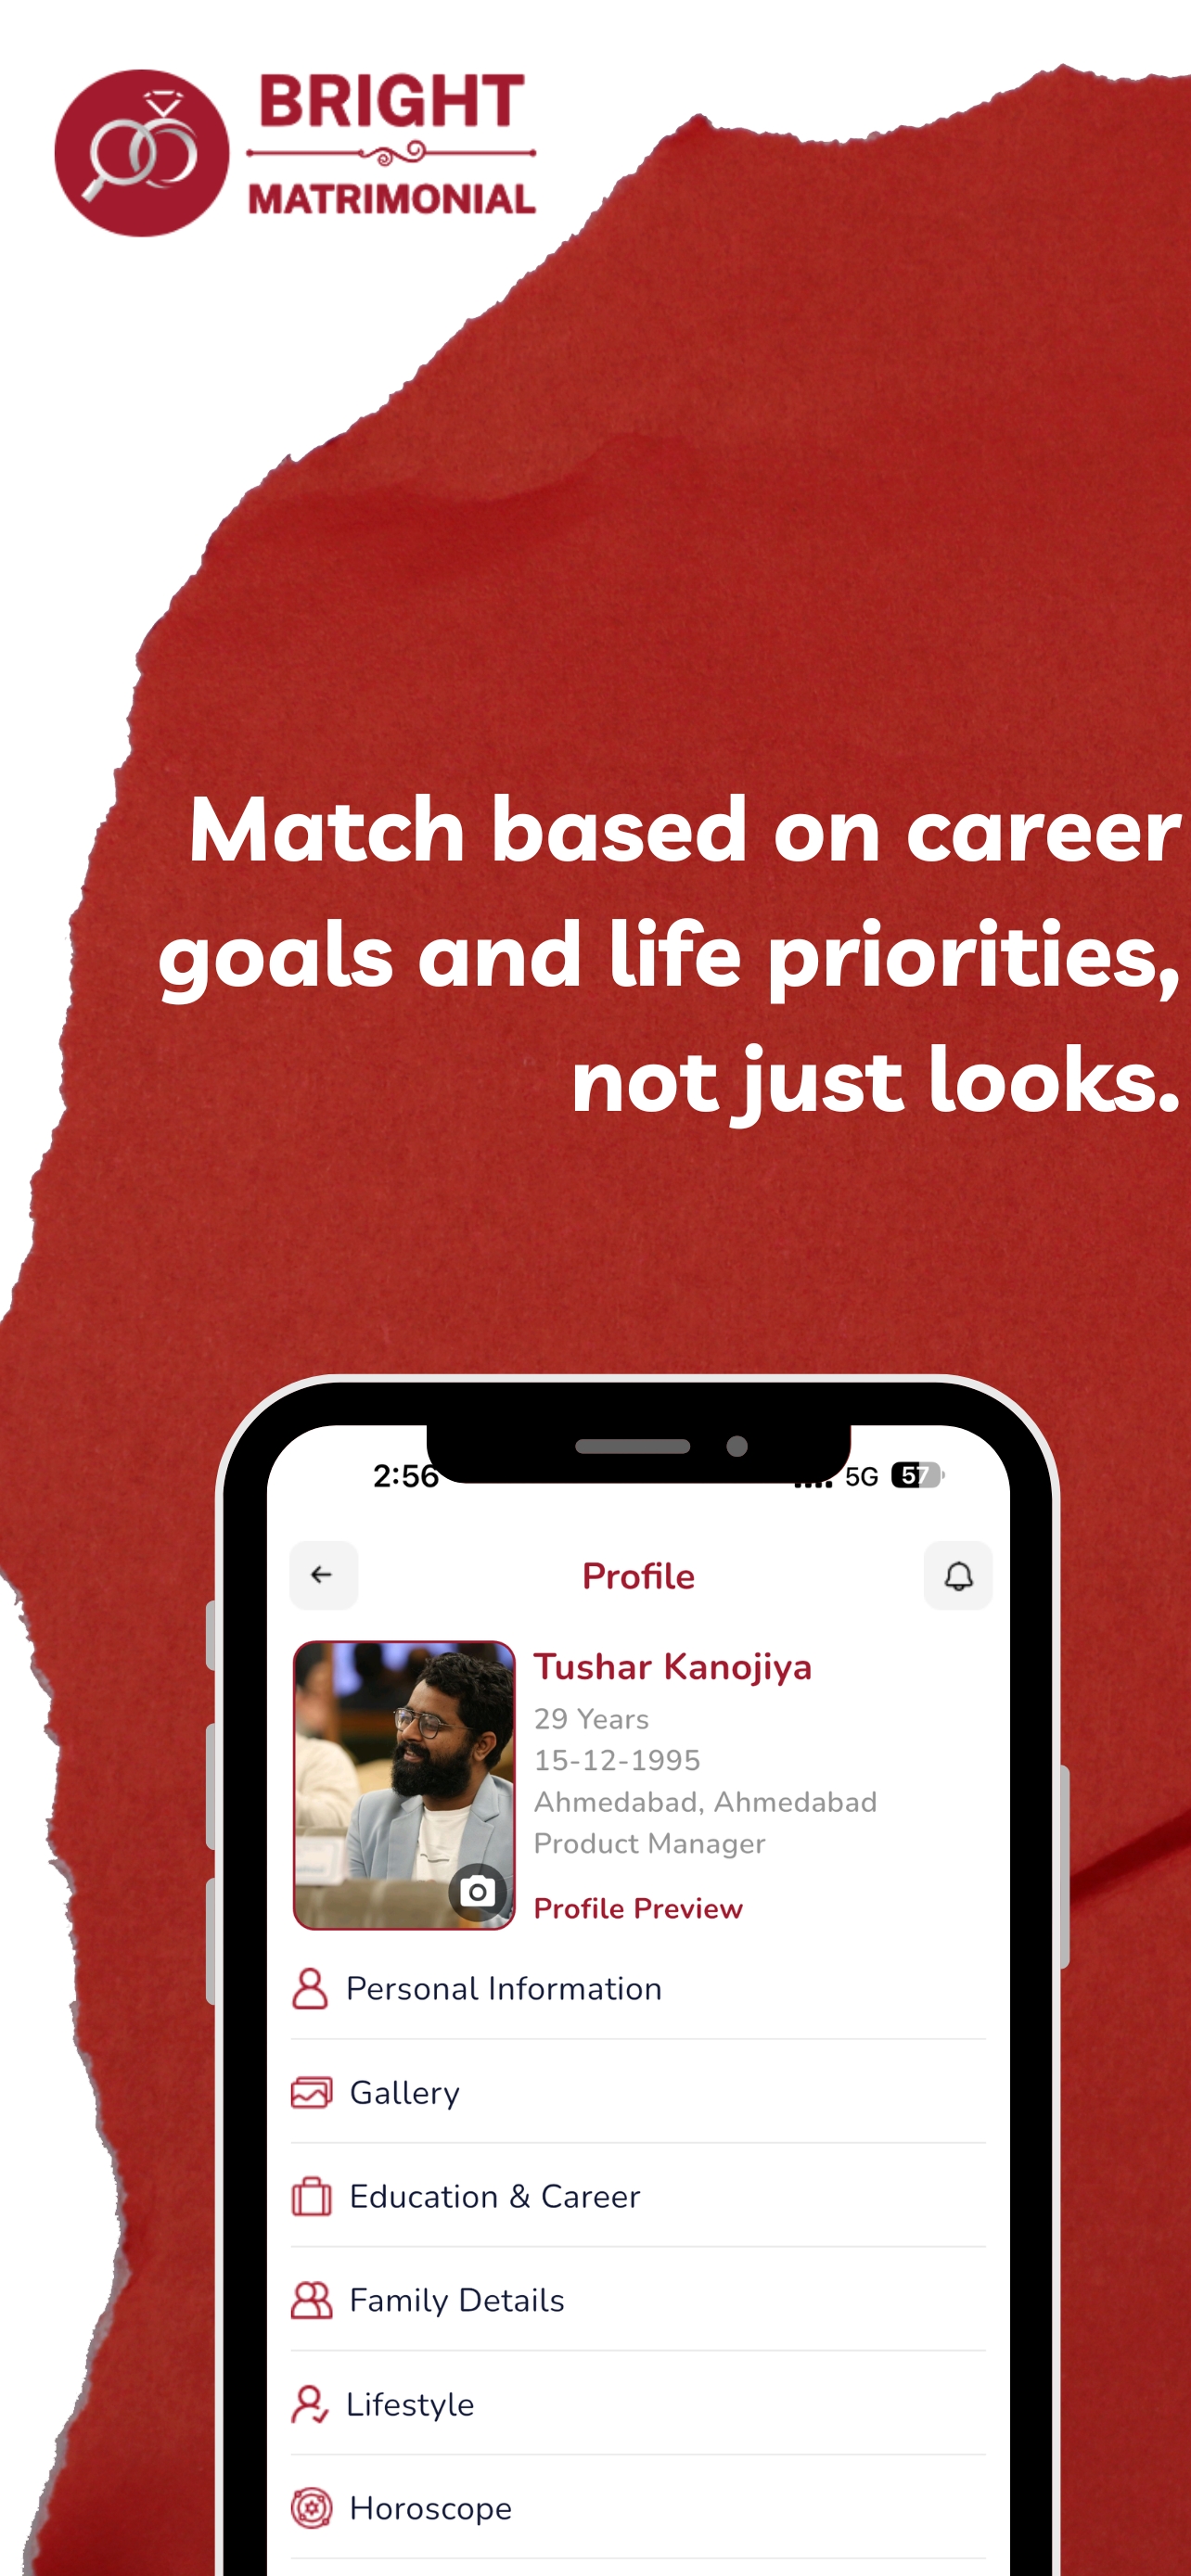 BRIGHT
MATRIMONIAL
Match based on career
goals and life priorities,
not just looks.
2:56 5G 57
Profile
Tushar Kanojiya
29 Years
15-12-1995
Ahmedabad, Ahmedabad
Product Manager
Profile Preview
Personal Information
Gallery
Education & Career
Family Details
Lifestyle
Horoscope